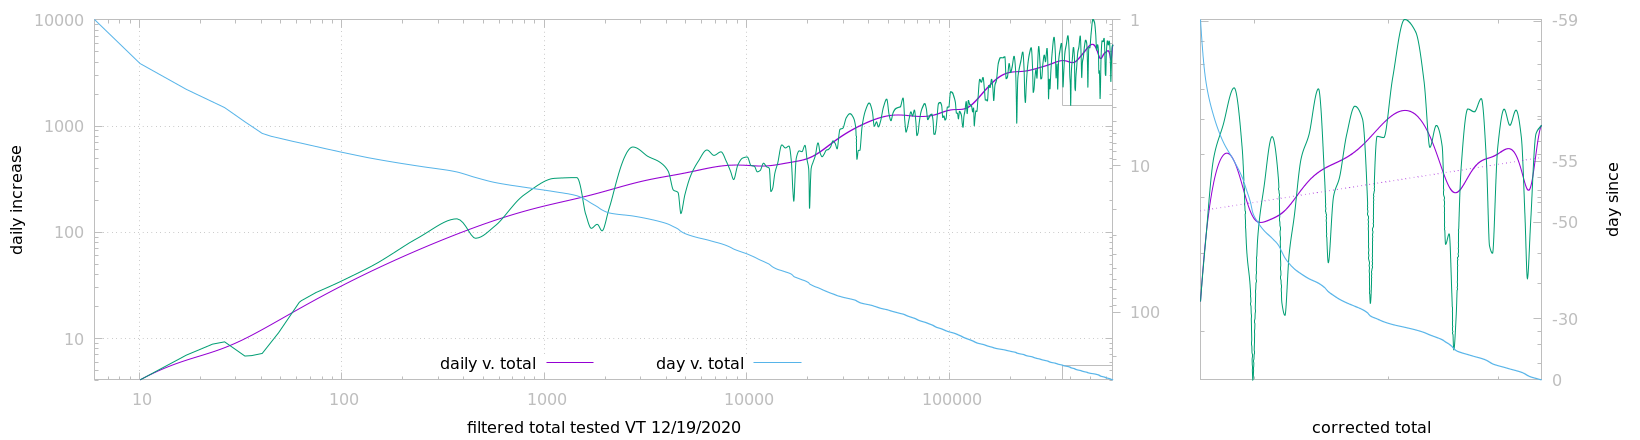 10000
1000
100
10
daily increase
10
100
1000
10000
100000
filtered total tested VT 12/19/2020
daily v. total
day v. total
1
10
100
-59
-55
-50
-30
0
day since
corrected total